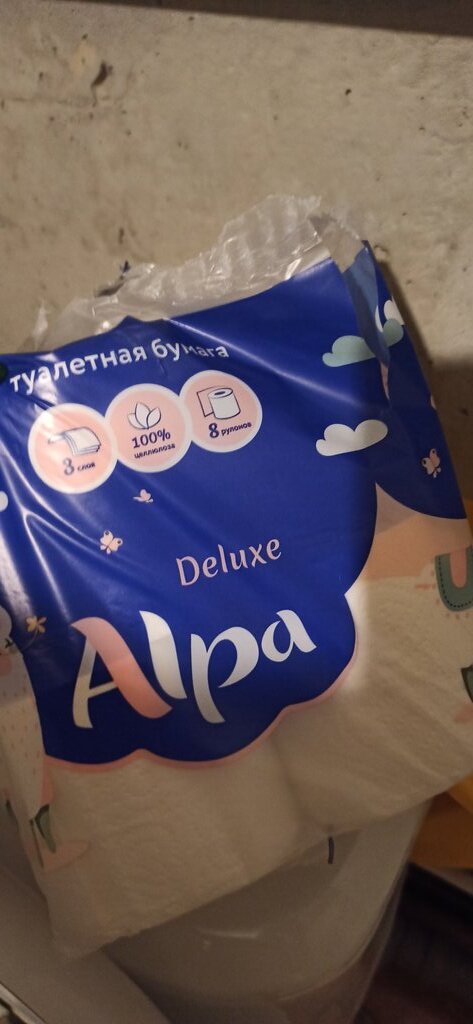 туалетная бумага
3 слоя
100%
целлюлоза
8 рулонов
Deluxe
Alpa